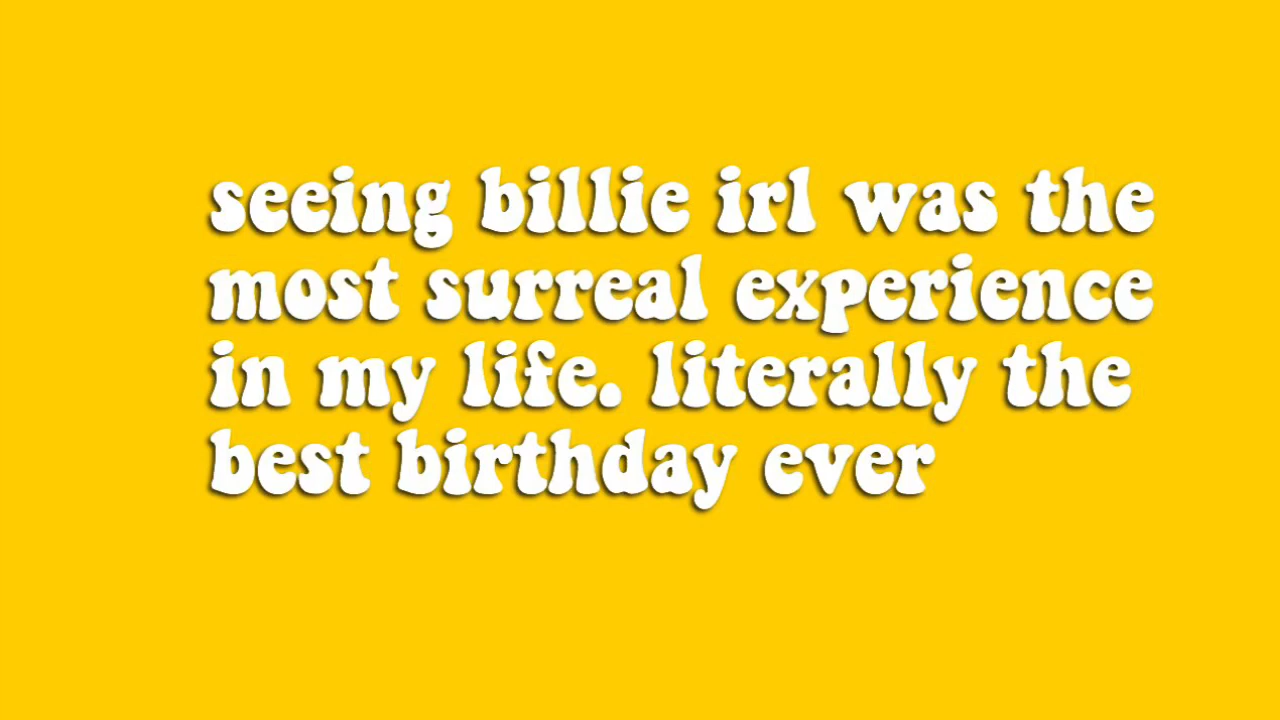 seeing billie irl was the
most surreal experience
in my life. literally the
best birthday ever